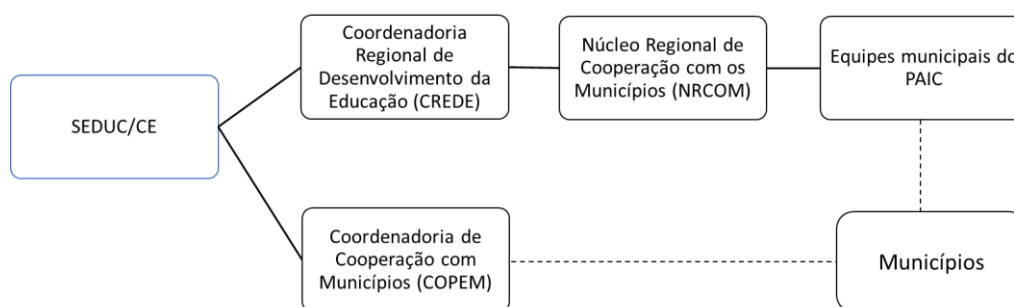 SEDUC/CE
Coordenadoria
Regional de
Desenvolvimento da
Educação (CREDE)
Núcleo Regional de
Cooperação com os
Municípios (NRCOM)
Equipes municipais do
PAIC
Coordenadoria de
Cooperação com
Municípios (COPEM)
Municípios